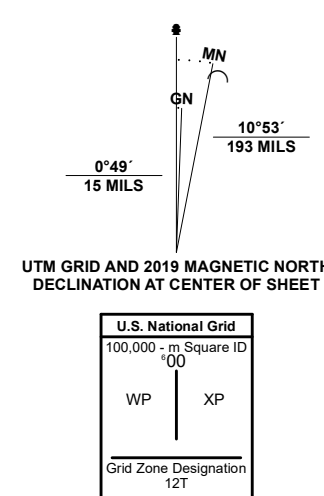 MN
GN
10°53´
193 MILS
0°49´
15 MILS
UTM GRID AND 2019 MAGNETIC NORTH
DECLINATION AT CENTER OF SHEET
U.S. National Grid
100,000 - m Square ID
⁶00
WP XP
Grid Zone Designation
12T